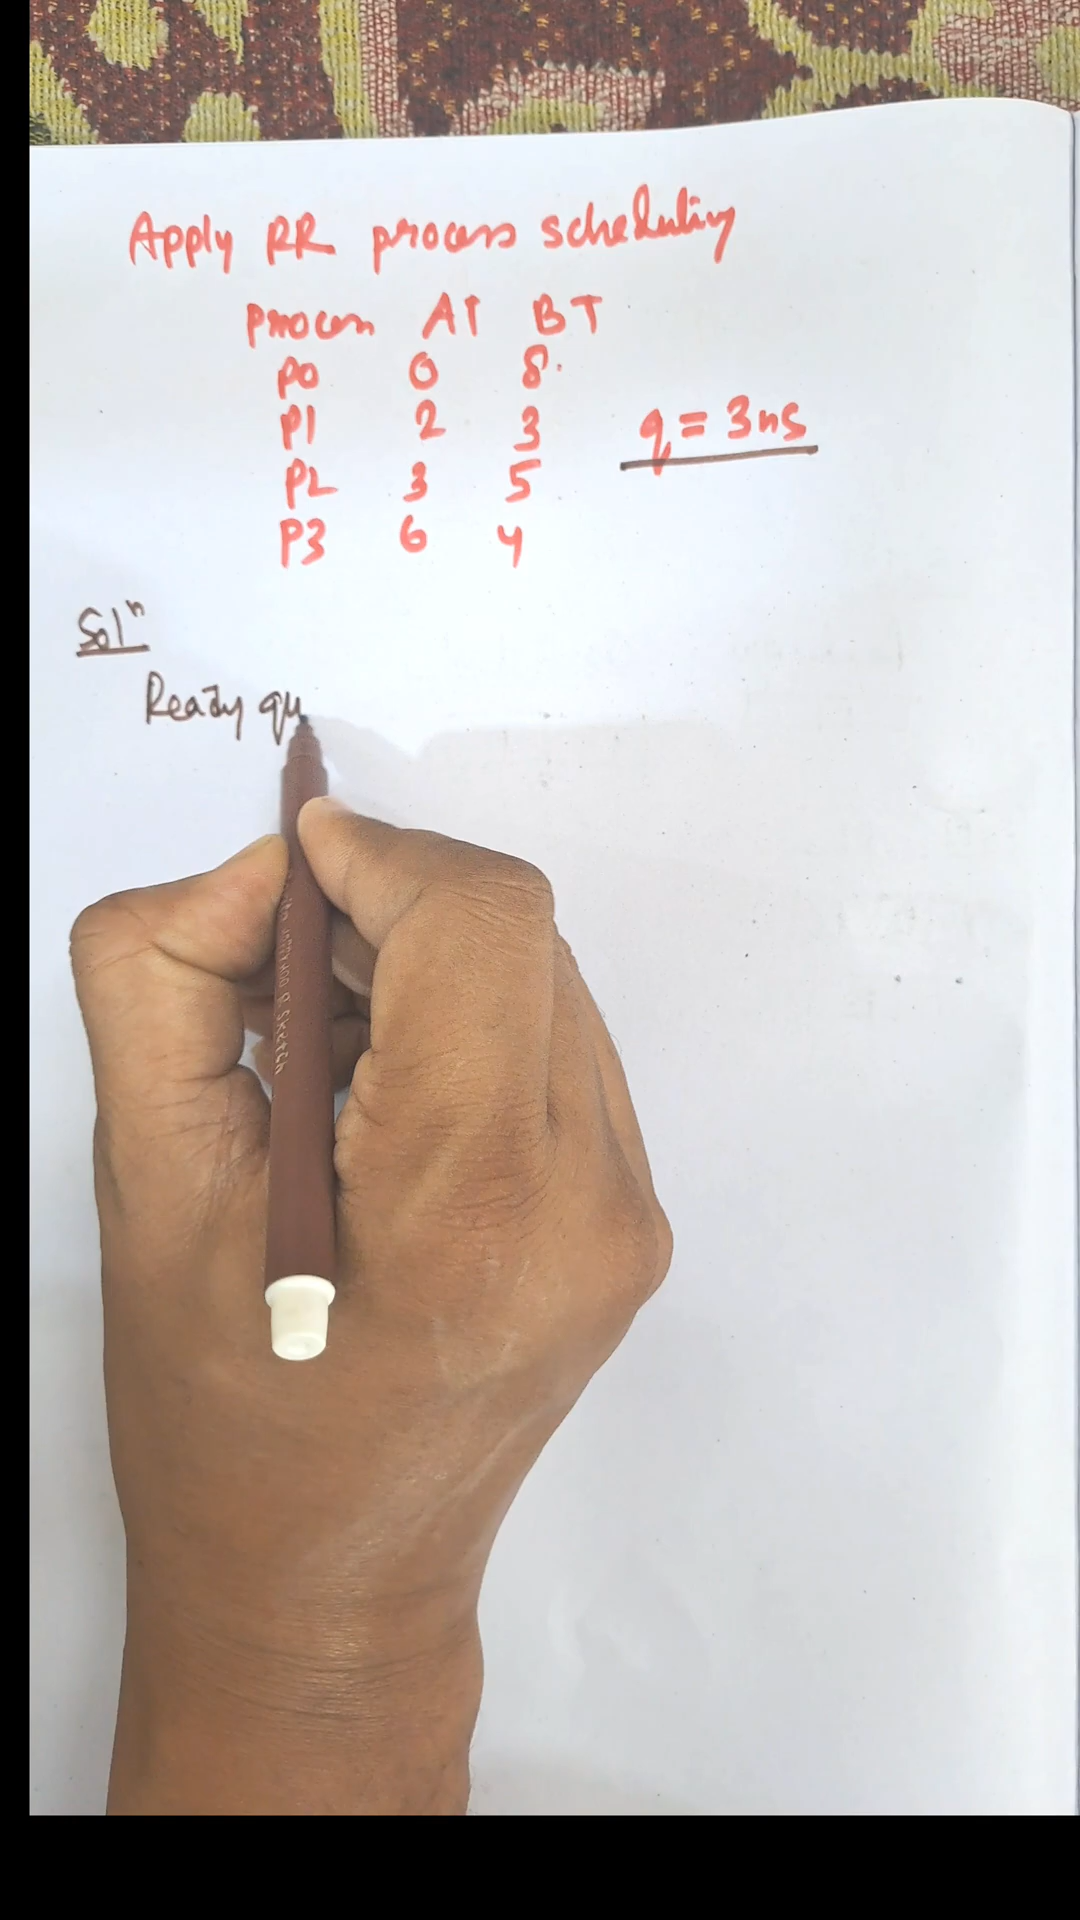 Apply RR process scheduling
Process AT BT
P0 0 8.
P1 2 3
q = 3ns
P2 3 5
P3 6 4
Solⁿ
Ready qu